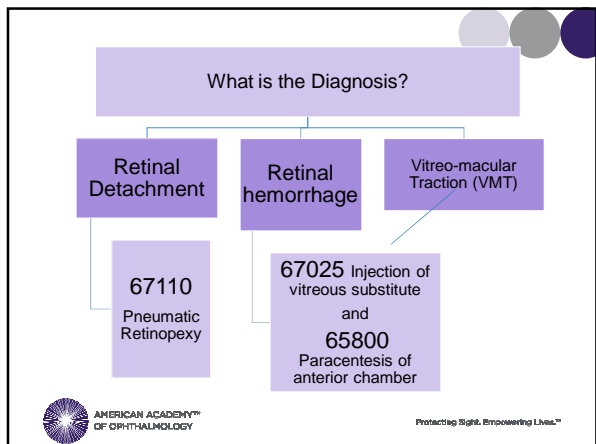 What is the Diagnosis?
Retinal
Detachment
Retinal
hemorrhage
Vitreo-macular
Traction (VMT)
67110
Pneumatic
Retinopexy
67025 Injection of
vitreous substitute
and
65800
Paracentesis of
anterior chamber
AMERICAN ACADEMY™
OF OPHTHALMOLOGY
Protecting Sight. Empowering Lives.™